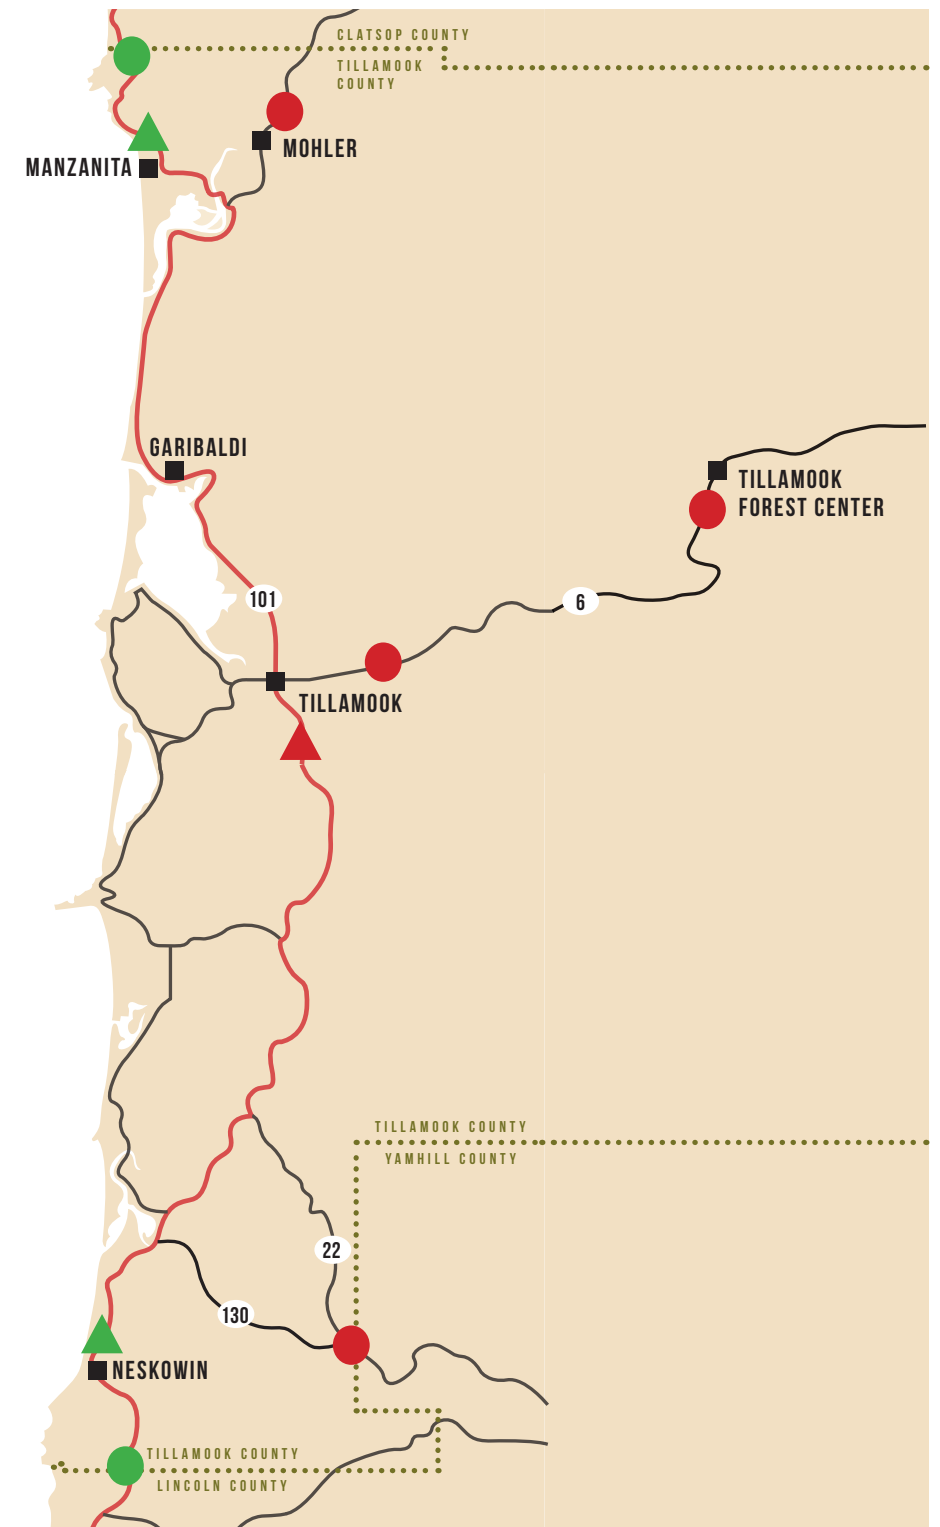 CLATSOP COUNTY
TILLAMOOK
COUNTY
MOHLER
MANZANITA
GARIBALDI
TILLAMOOK
FOREST CENTER
101
6
TILLAMOOK
TILLAMOOK COUNTY
YAMHILL COUNTY
22
130
NESKOWIN
TILLAMOOK COUNTY
LINCOLN COUNTY